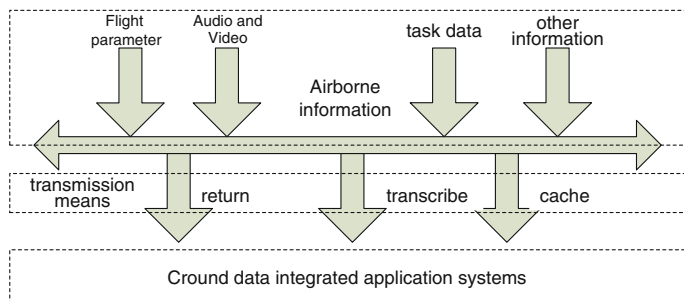 Flight
parameter
Audio and
Video
task data
other
information
Airborne
information
transmission
means
return
transcribe
cache
Ground data integrated application systems